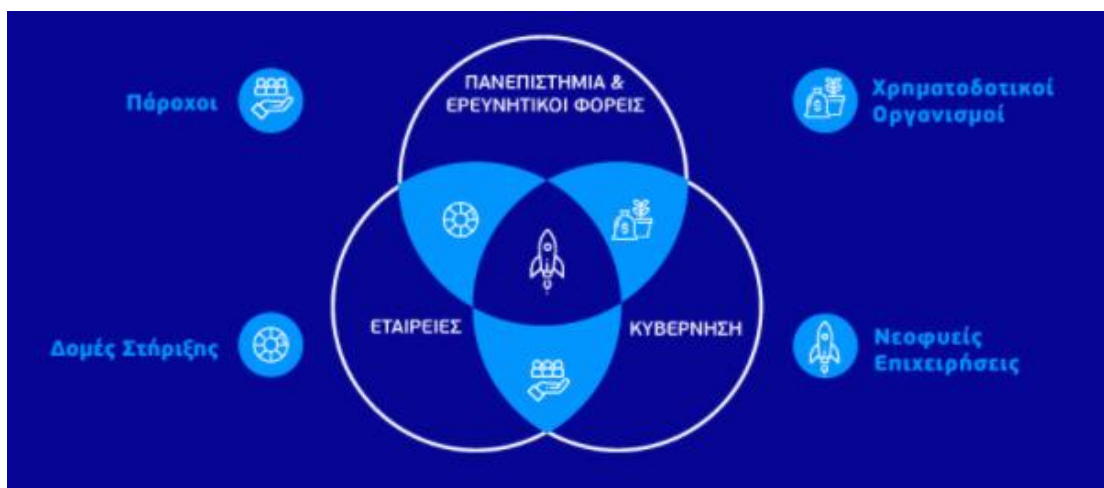 ΠΑΝΕΠΙΣΤΗΜΙΑ &
ΕΡΕΥΝΗΤΙΚΟΙ ΦΟΡΕΙΣ
Πάροχοι
Χρηματοδοτικοί
Οργανισμοί
ΕΤΑΙΡΕΙΕΣ
ΚΥΒΕΡΝΗΣΗ
Δομές Στήριξης
Νεοφυείς
Επιχειρήσεις